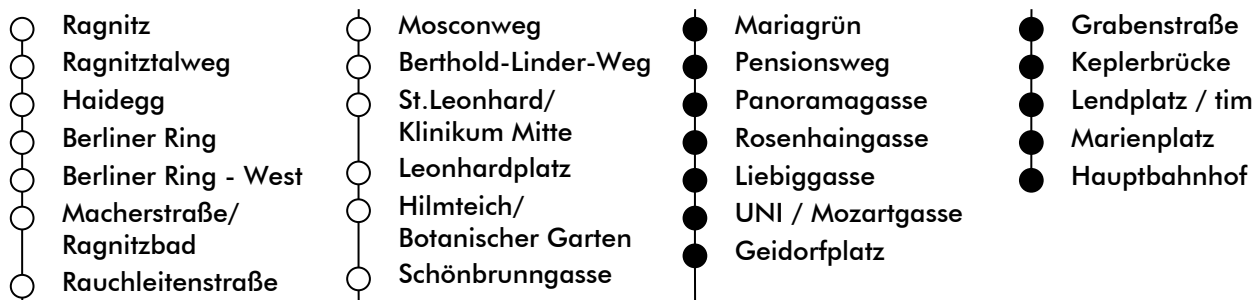 Ragnitz
Ragnitztalweg
Haidegg
Berliner Ring
Berliner Ring - West
Macherstraße/
Ragnitzbad
Rauchleitenstraße
Mosconweg
Berthold-Linder-Weg
St.Leonhard/
Klinikum Mitte
Leonhardplatz
Hilmteich/
Botanischer Garten
Schönbrunngasse
Mariagrün
Pensionsweg
Panoramagasse
Rosenhaingasse
Liebiggasse
UNI / Mozartgasse
Geidorfplatz
Grabenstraße
Keplerbrücke
Lendplatz / tim
Marienplatz
Hauptbahnhof